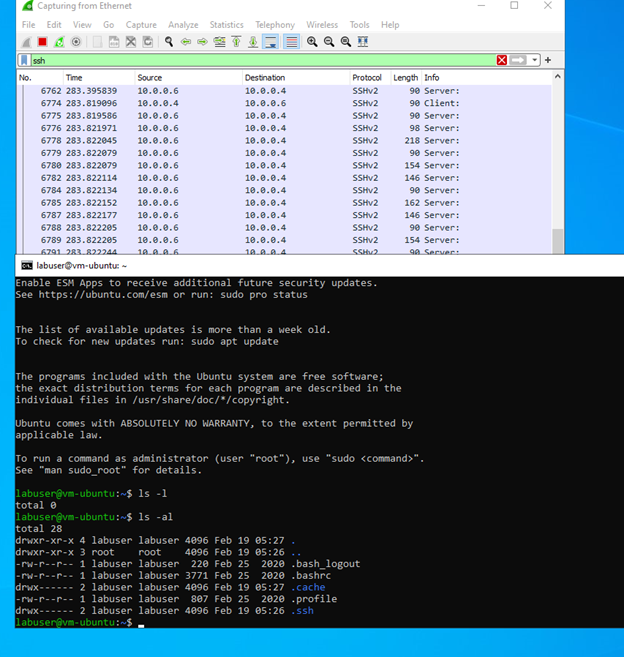 Capturing from Ethernet
File Edit View Go Capture Analyze Statistics Telephony Wireless Tools Help
ssh
No. Time Source Destination Protocol Length Info
6762 283.395839 10.0.0.6 10.0.0.4 SSHv2 90 Server:
6774 283.819096 10.0.0.4 10.0.0.6 SSHv2 90 Client:
6775 283.819586 10.0.0.6 10.0.0.4 SSHv2 90 Server:
6776 283.821971 10.0.0.6 10.0.0.4 SSHv2 98 Server:
6778 283.822045 10.0.0.6 10.0.0.4 SSHv2 218 Server:
6779 283.822079 10.0.0.6 10.0.0.4 SSHv2 90 Server:
6780 283.822079 10.0.0.6 10.0.0.4 SSHv2 154 Server:
6782 283.822114 10.0.0.6 10.0.0.4 SSHv2 146 Server:
6784 283.822134 10.0.0.6 10.0.0.4 SSHv2 90 Server:
6785 283.822152 10.0.0.6 10.0.0.4 SSHv2 162 Server:
6787 283.822177 10.0.0.6 10.0.0.4 SSHv2 146 Server:
6788 283.822205 10.0.0.6 10.0.0.4 SSHv2 90 Server:
6789 283.822205 10.0.0.6 10.0.0.4 SSHv2 154 Server:
6791 283.822244 10.0.0.6 10.0.0.4 SSHv2 90 Server:
labuser@vm-ubuntu: ~
Enable ESM Apps to receive additional future security updates.
See https://ubuntu.com/esm or run: sudo pro status
The list of available updates is more than a week old.
To check for new updates run: sudo apt update
The programs included with the Ubuntu system are free software;
the exact distribution terms for each program are described in the
individual files in /usr/share/doc/*/copyright.
Ubuntu comes with ABSOLUTELY NO WARRANTY, to the extent permitted by
applicable law.
To run a command as administrator (user "root"), use "sudo <command>".
See "man sudo_root" for details.
labuser@vm-ubuntu:~$ ls -l
total 0
labuser@vm-ubuntu:~$ ls -al
total 28
drwxr-xr-x 4 labuser labuser 4096 Feb 19 05:27 .
drwxr-xr-x 3 root root 4096 Feb 19 05:26 ..
-rw-r--r-- 1 labuser labuser 220 Feb 25 2020 .bash_logout
-rw-r--r-- 1 labuser labuser 3771 Feb 25 2020 .bashrc
drwx------ 2 labuser labuser 4096 Feb 19 05:27 .cache
-rw-r--r-- 1 labuser labuser 807 Feb 25 2020 .profile
drwx------ 2 labuser labuser 4096 Feb 19 05:26 .ssh
labuser@vm-ubuntu:~$